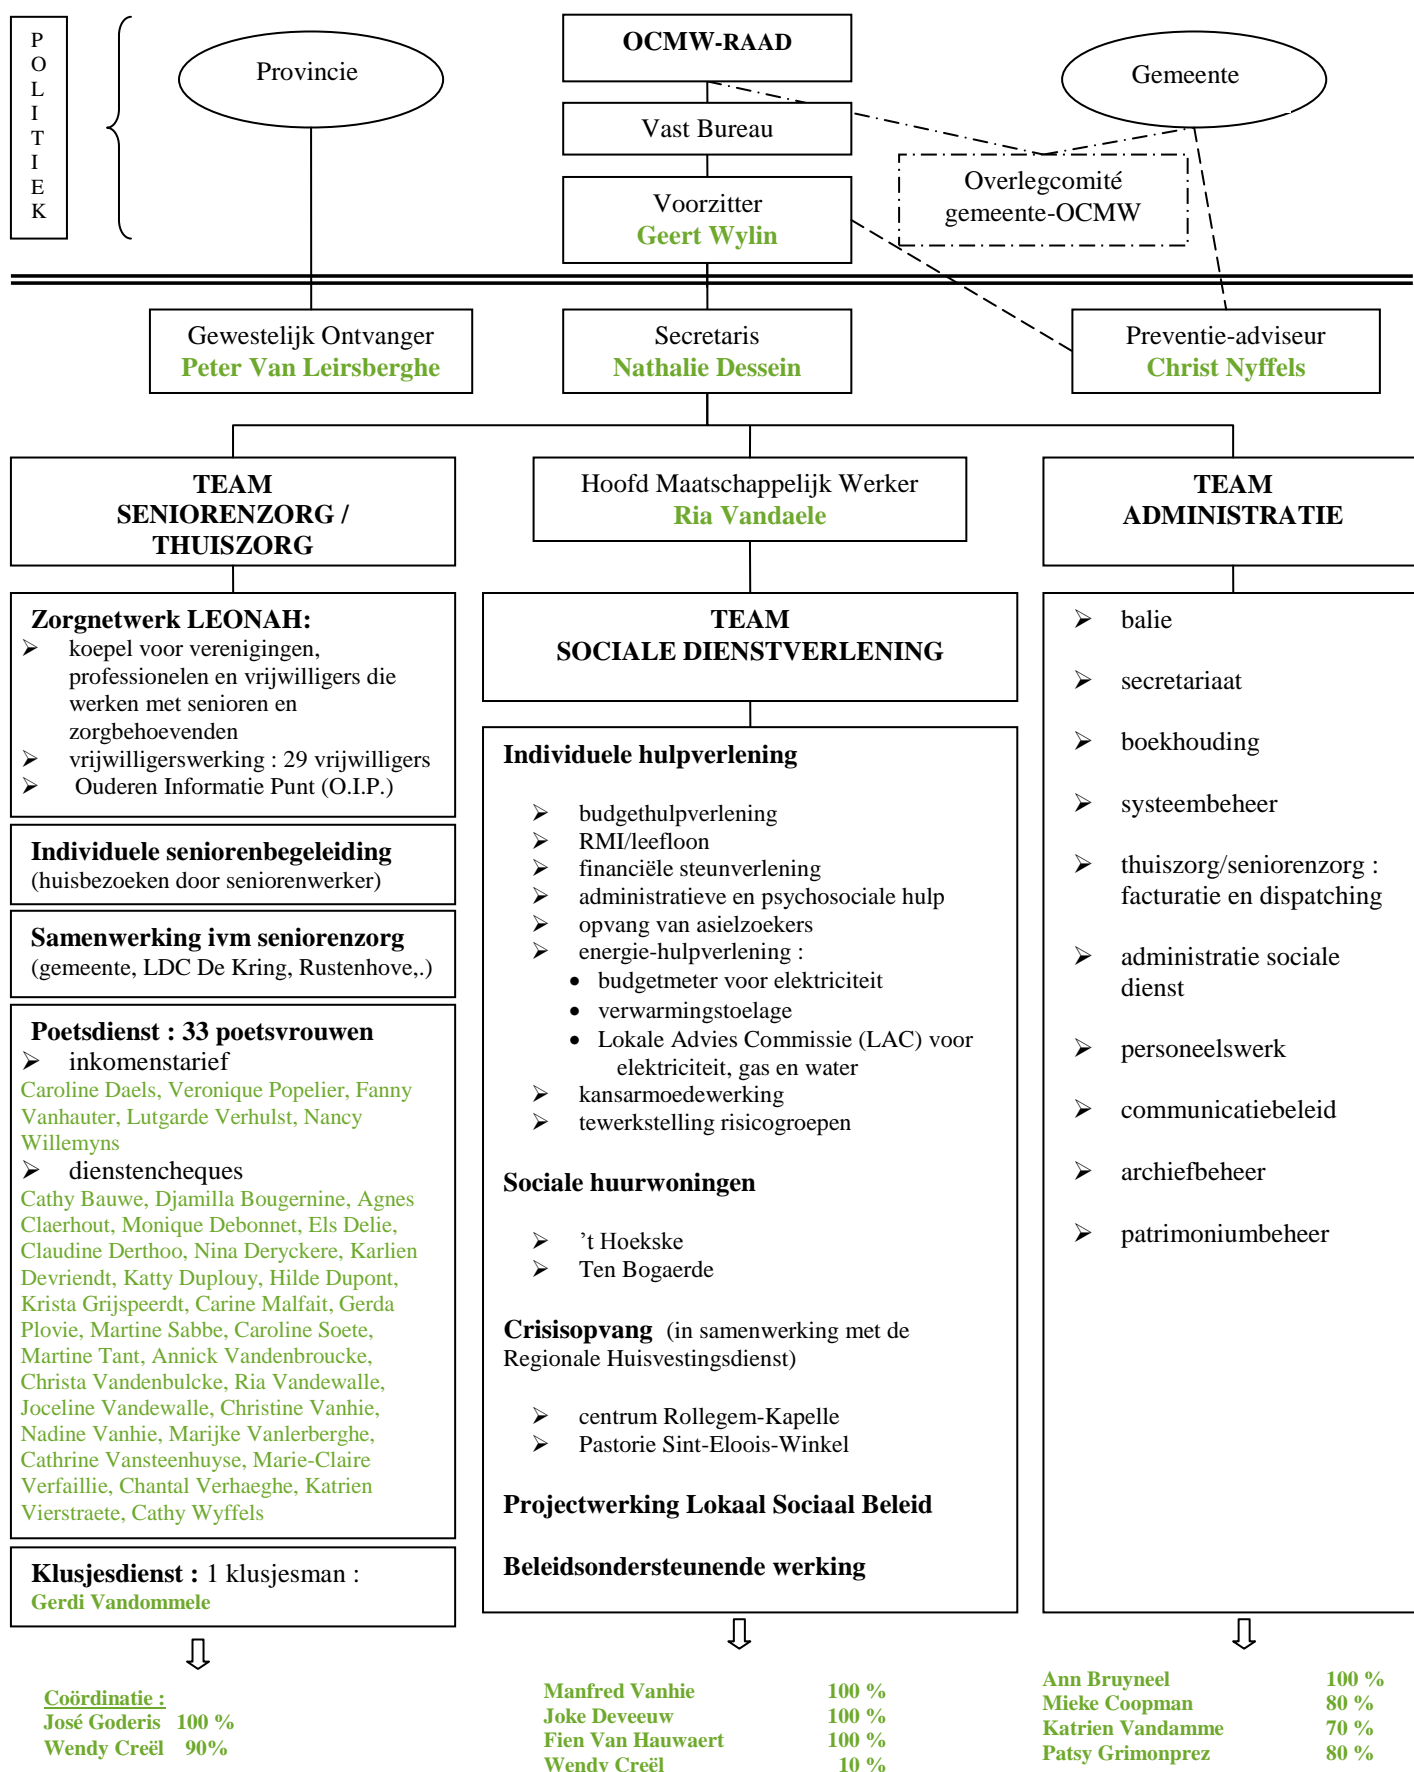 P
O
L
I
T
I
E
K
Provincie
OCMW-RAAD
Gemeente
Vast Bureau
Overlegcomité
gemeente-OCMW
Voorzitter
Geert Wylin
Gewestelijk Ontvanger
Peter Van Leirsberghe
Secretaris
Nathalie Dessein
Preventie-adviseur
Christ Nyffels
TEAM
SENIORENZORG /
THUISZORG
Hoofd Maatschappelijk Werker
Ria Vandaele
TEAM
ADMINISTRATIE
Zorgnetwerk LEONAH:
➢ koepel voor verenigingen,
professionelen en vrijwilligers die
werken met senioren en
zorgbehoevenden
➢ vrijwilligerswerking : 29 vrijwilligers
➢ Ouderen Informatie Punt (O.I.P.)
Individuele seniorenbegeleiding
(huisbezoeken door seniorenwerker)
Samenwerking ivm seniorenzorg
(gemeente, LDC De Kring, Rustenhove,.)
Poetsdienst : 33 poetsvrouwen
➢ inkomenstarief
Caroline Daels, Veronique Popelier, Fanny
Vanhauter, Lutgarde Verhulst, Nancy
Willemyns
➢ dienstencheques
Cathy Bauwe, Djamilla Bougernine, Agnes
Claerhout, Monique Debonnet, Els Delie,
Claudine Derthoo, Nina Deryckere, Karlien
Devriendt, Katty Duplouy, Hilde Dupont,
Krista Grijspeerdt, Carine Malfait, Gerda
Plovie, Martine Sabbe, Caroline Soete,
Martine Tant, Annick Vandenbroucke,
Christa Vandenbulcke, Ria Vandewalle,
Joceline Vandewalle, Christine Vanhie,
Nadine Vanhie, Marijke Vanlerberghe,
Cathrine Vansteenhuyse, Marie-Claire
Verfaillie, Chantal Verhaeghe, Katrien
Vierstraete, Cathy Wyffels
Klusjesdienst : 1 klusjesman :
Gerdi Vandommele
Coördinatie :
José Goderis 100 %
Wendy Creël 90%
TEAM
SOCIALE DIENSTVERLENING
Individuele hulpverlening
➢ budgethulpverlening
➢ RMI/leefloon
➢ financiële steunverlening
➢ administratieve en psychosociale hulp
➢ opvang van asielzoekers
➢ energie-hulpverlening :
• budgetmeter voor elektriciteit
• verwarmingstoelage
• Lokale Advies Commissie (LAC) voor
elektriciteit, gas en water
➢ kansarmoedewerking
➢ tewerkstelling risicogroepen
Sociale huurwoningen
➢ ’t Hoekske
➢ Ten Bogaerde
Crisisopvang (in samenwerking met de
Regionale Huisvestingsdienst)
➢ centrum Rollegem-Kapelle
➢ Pastorie Sint-Eloois-Winkel
Projectwerking Lokaal Sociaal Beleid
Beleidsondersteunende werking
Manfred Vanhie 100 %
Joke Deveeuw 100 %
Fien Van Hauwaert 100 %
Wendy Creël 10 %
➢ balie
➢ secretariaat
➢ boekhouding
➢ systeembeheer
➢ thuiszorg/seniorenzorg :
facturatie en dispatching
➢ administratie sociale
dienst
➢ personeelswerk
➢ communicatiebeleid
➢ archiefbeheer
➢ patrimoniumbeheer
Ann Bruyneel 100 %
Mieke Coopman 80 %
Katrien Vandamme 70 %
Patsy Grimonprez 80 %